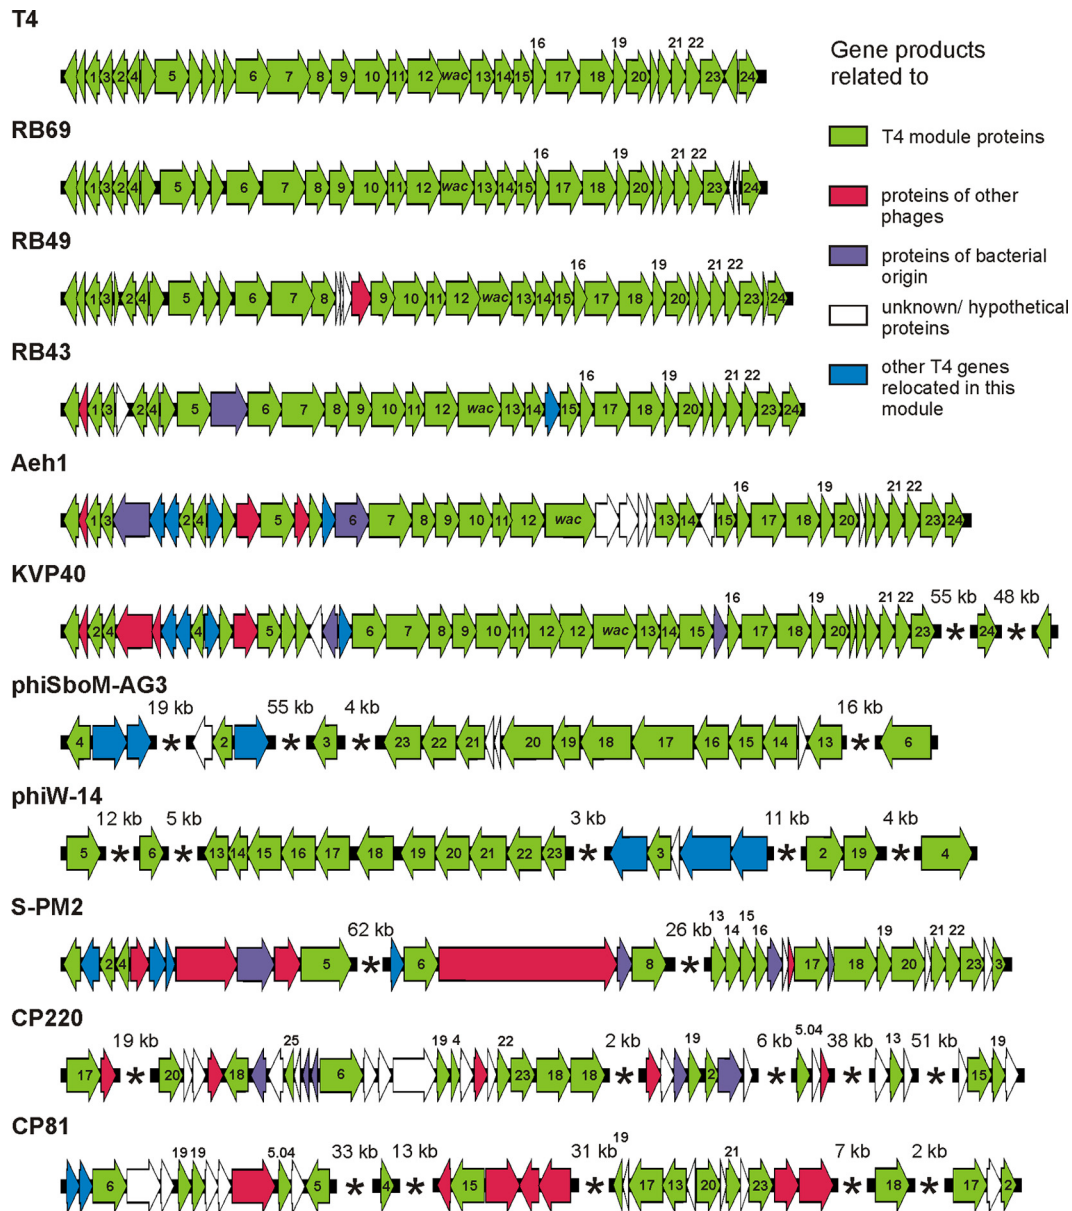 T4
16 19 21 22
1 3 2 4 5 6 7 8 9 10 11 12 wac 13 14 15 17 18 20 23 24
Gene products
related to
T4 module proteins
proteins of other
phages
proteins of bacterial
origin
unknown/ hypothetical
proteins
other T4 genes
relocated in this
module
RB69
16 19 21 22
1 3 2 4 5 6 7 8 9 10 11 12 wac 13 14 15 17 18 20 23 24
RB49
16 19 21 22
1 3 2 4 5 6 7 8 9 10 11 12 wac 13 14 15 17 18 20 23 24
RB43
16 19 21 22
1 3 2 4 5 6 7 8 9 10 11 12 wac 13 14 15 17 18 20 23 24
Aeh1
16 19 21 22
1 3 2 4 5 6 7 8 9 10 11 12 wac 13 14 15 17 18 20 23 24
KVP40
16 19 21 22 55 kb 48 kb
2 4 4 5 6 7 8 9 10 11 12 12 wac 13 14 15 17 18 20 23 * 24 *
phiSboM-AG3
19 kb 55 kb 4 kb 16 kb
4 * 2 * 3 * 23 22 21 20 19 18 17 16 15 14 13 * 6
phiW-14
12 kb 5 kb 3 kb 11 kb 4 kb
5 * 6 * 13 14 15 16 17 18 19 20 21 22 23 * 3 * 2 19 * 4
S-PM2
62 kb 26 kb 13 14 15 16 19 21 22
2 4 5 * 6 8 * 17 18 20 23 3
CP220
19 kb 25 19 4 22 2 kb 19 6 kb 5.04 38 kb 13 51 kb 19
17 * 20 18 6 23 18 18 * 2 * * * 15
CP81
19 19 5.04 33 kb 13 kb 31 kb 19 21 7 kb 2 kb
6 5 * 4 * 15 * 17 13 20 23 * 18 * 17 2